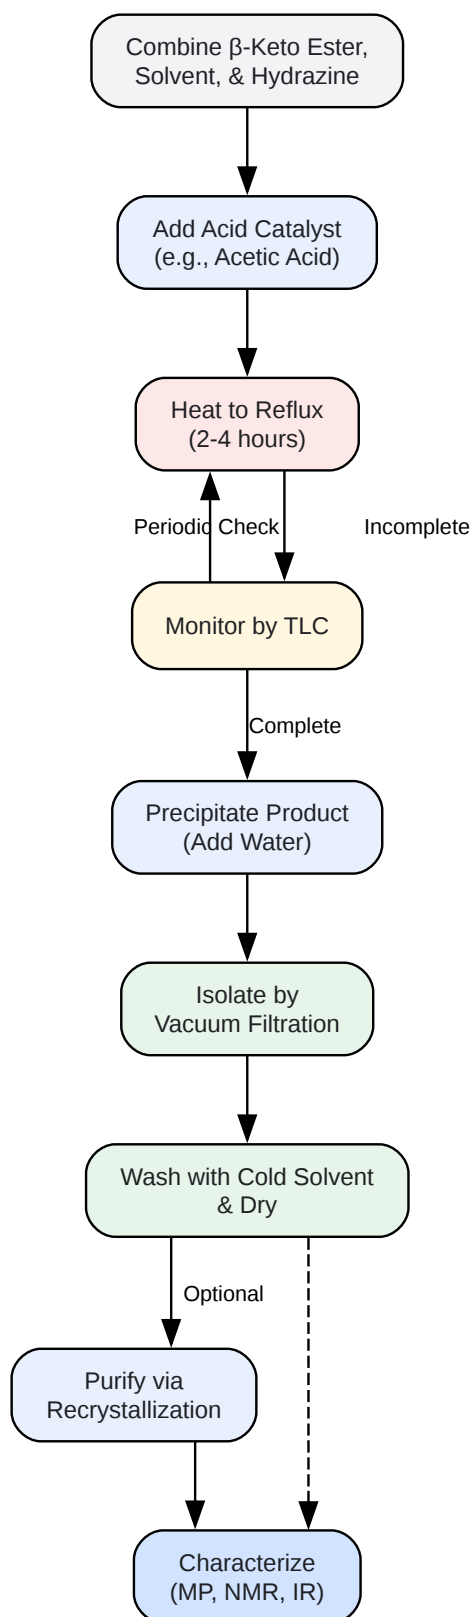 Combine β-Keto Ester,
Solvent, & Hydrazine
Add Acid Catalyst
(e.g., Acetic Acid)
Heat to Reflux
(2-4 hours)
Periodic Check
Incomplete
Monitor by TLC
Complete
Precipitate Product
(Add Water)
Isolate by
Vacuum Filtration
Wash with Cold Solvent
& Dry
Optional
Purify via
Recrystallization
Characterize
(MP, NMR, IR)